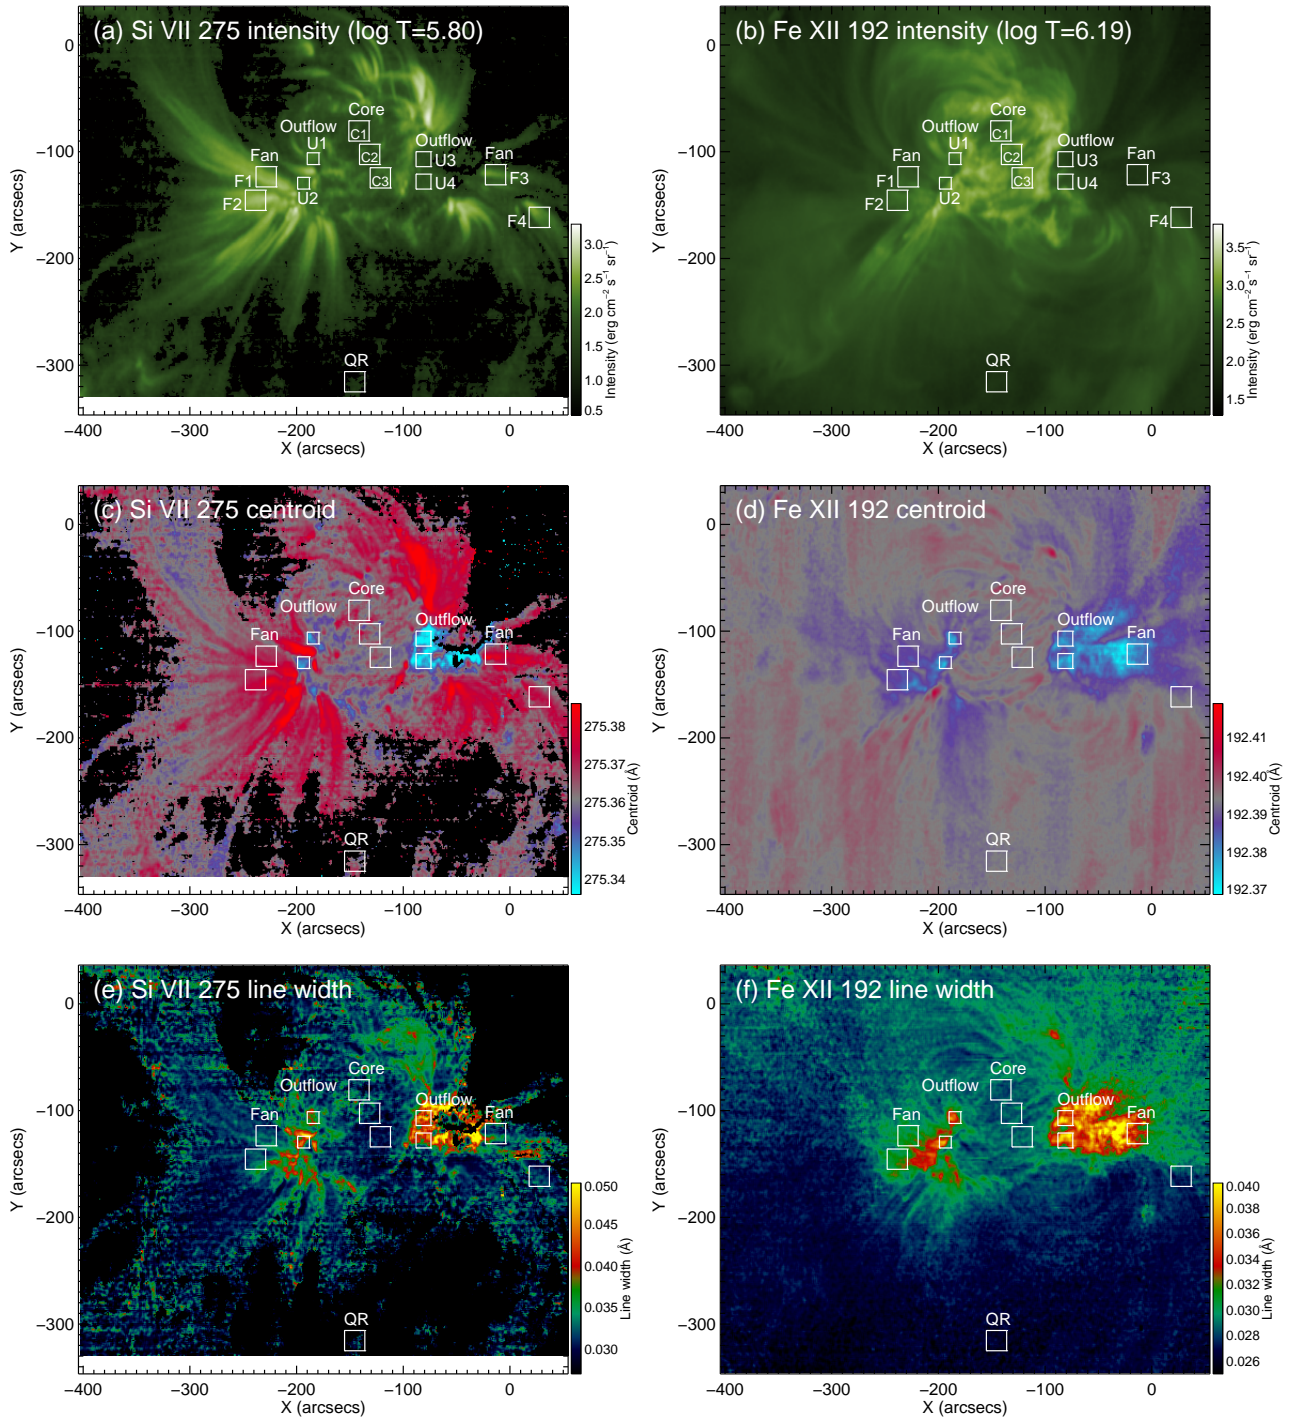 (a) Si VII 275 intensity (log T=5.80)
0
−100
−200
−300
Y (arcsecs)
Core
C1
Outflow
U1
C2
C3
Outflow
U3
U4
Fan
F1
F2
U2
Fan
F3
F4
QR
3.0
2.5
2.0
1.5
1.0
0.5
Intensity (erg cm⁻² s⁻¹ sr⁻¹)
−400 −300 −200 −100 0
X (arcsecs)
(b) Fe XII 192 intensity (log T=6.19)
0
−100
−200
−300
Y (arcsecs)
Core
C1
Outflow
U1
C2
C3
Outflow
U3
U4
Fan
F1
F2
U2
Fan
F3
F4
QR
3.5
3.0
2.5
2.0
1.5
Intensity (erg cm⁻² s⁻¹ sr⁻¹)
−400 −300 −200 −100 0
X (arcsecs)
(c) Si VII 275 centroid
0
−100
−200
−300
Y (arcsecs)
Core
Outflow
Outflow
Fan
Fan
QR
275.38
275.37
275.36
275.35
275.34
Centroid (Å)
−400 −300 −200 −100 0
X (arcsecs)
(d) Fe XII 192 centroid
0
−100
−200
−300
Y (arcsecs)
Core
Outflow
Outflow
Fan
Fan
QR
192.41
192.40
192.39
192.38
192.37
Centroid (Å)
−400 −300 −200 −100 0
X (arcsecs)
(e) Si VII 275 line width
0
−100
−200
−300
Y (arcsecs)
Core
Outflow
Outflow
Fan
Fan
QR
0.050
0.045
0.040
0.035
0.030
Line width (Å)
−400 −300 −200 −100 0
X (arcsecs)
(f) Fe XII 192 line width
0
−100
−200
−300
Y (arcsecs)
Core
Outflow
Outflow
Fan
Fan
QR
0.040
0.038
0.036
0.034
0.032
0.030
0.028
0.026
Line width (Å)
−400 −300 −200 −100 0
X (arcsecs)